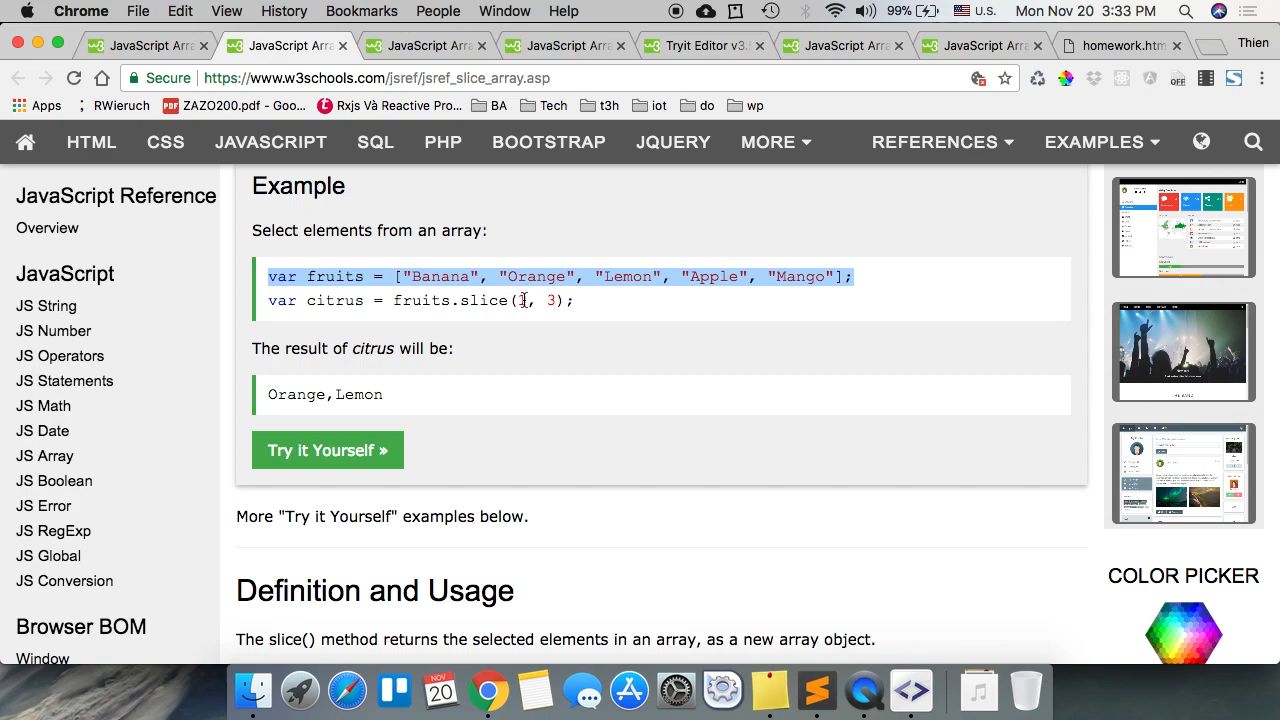 Chrome File Edit View History Bookmarks People Window Help 99% U.S. Mon Nov 20 3:33 PM
JavaScript Arra JavaScript Arra JavaScript Arra JavaScript Arra Tryit Editor v3. JavaScript Arra JavaScript Arra homework.htm Thien
Secure https://www.w3schools.com/jsref/jsref_slice_array.asp OFF
Apps RWieruch PDF ZAZO200.pdf - Goo... Rxjs Và Reactive Pro... BA Tech t3h iot do wp
HTML CSS JAVASCRIPT SQL PHP BOOTSTRAP JQUERY MORE REFERENCES EXAMPLES
JavaScript Reference
Overview
JavaScript
JS String
JS Number
JS Operators
JS Statements
JS Math
JS Date
JS Array
JS Boolean
JS Error
JS RegExp
JS Global
JS Conversion
Browser BOM
Window
Example
Select elements from an array:
var fruits = ["Banana", "Orange", "Lemon", "Apple", "Mango"];
var citrus = fruits.slice(1, 3);
The result of citrus will be:
Orange,Lemon
Try it Yourself »
More "Try it Yourself" examples below.
Definition and Usage
The slice() method returns the selected elements in an array, as a new array object.
THE BAND
COLOR PICKER
NOV
20